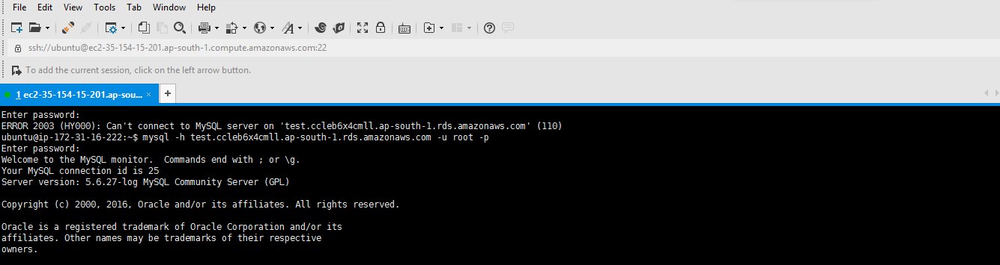 File Edit View Tools Tab Window Help
ssh://ubuntu@ec2-35-154-15-201.ap-south-1.compute.amazonaws.com:22
To add the current session, click on the left arrow button.
1 ec2-35-154-15-201.ap-sou... × +
Enter password:
ERROR 2003 (HY000): Can't connect to MySQL server on 'test.ccleb6x4cmll.ap-south-1.rds.amazonaws.com' (110)
ubuntu@ip-172-31-16-222:~$ mysql -h test.ccleb6x4cmll.ap-south-1.rds.amazonaws.com -u root -p
Enter password:
Welcome to the MySQL monitor.  Commands end with ; or \g.
Your MySQL connection id is 25
Server version: 5.6.27-log MySQL Community Server (GPL)
Copyright (c) 2000, 2016, Oracle and/or its affiliates. All rights reserved.
Oracle is a registered trademark of Oracle Corporation and/or its
affiliates. Other names may be trademarks of their respective
owners.